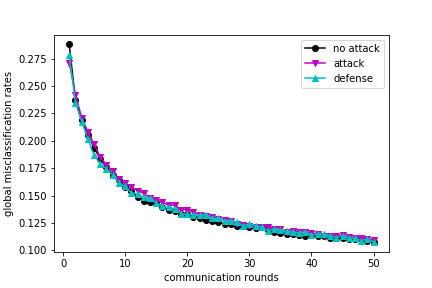 no attack
attack
defense
global misclassification rates
0.275
0.250
0.225
0.200
0.175
0.150
0.125
0.100
0 10 20 30 40 50
communication rounds